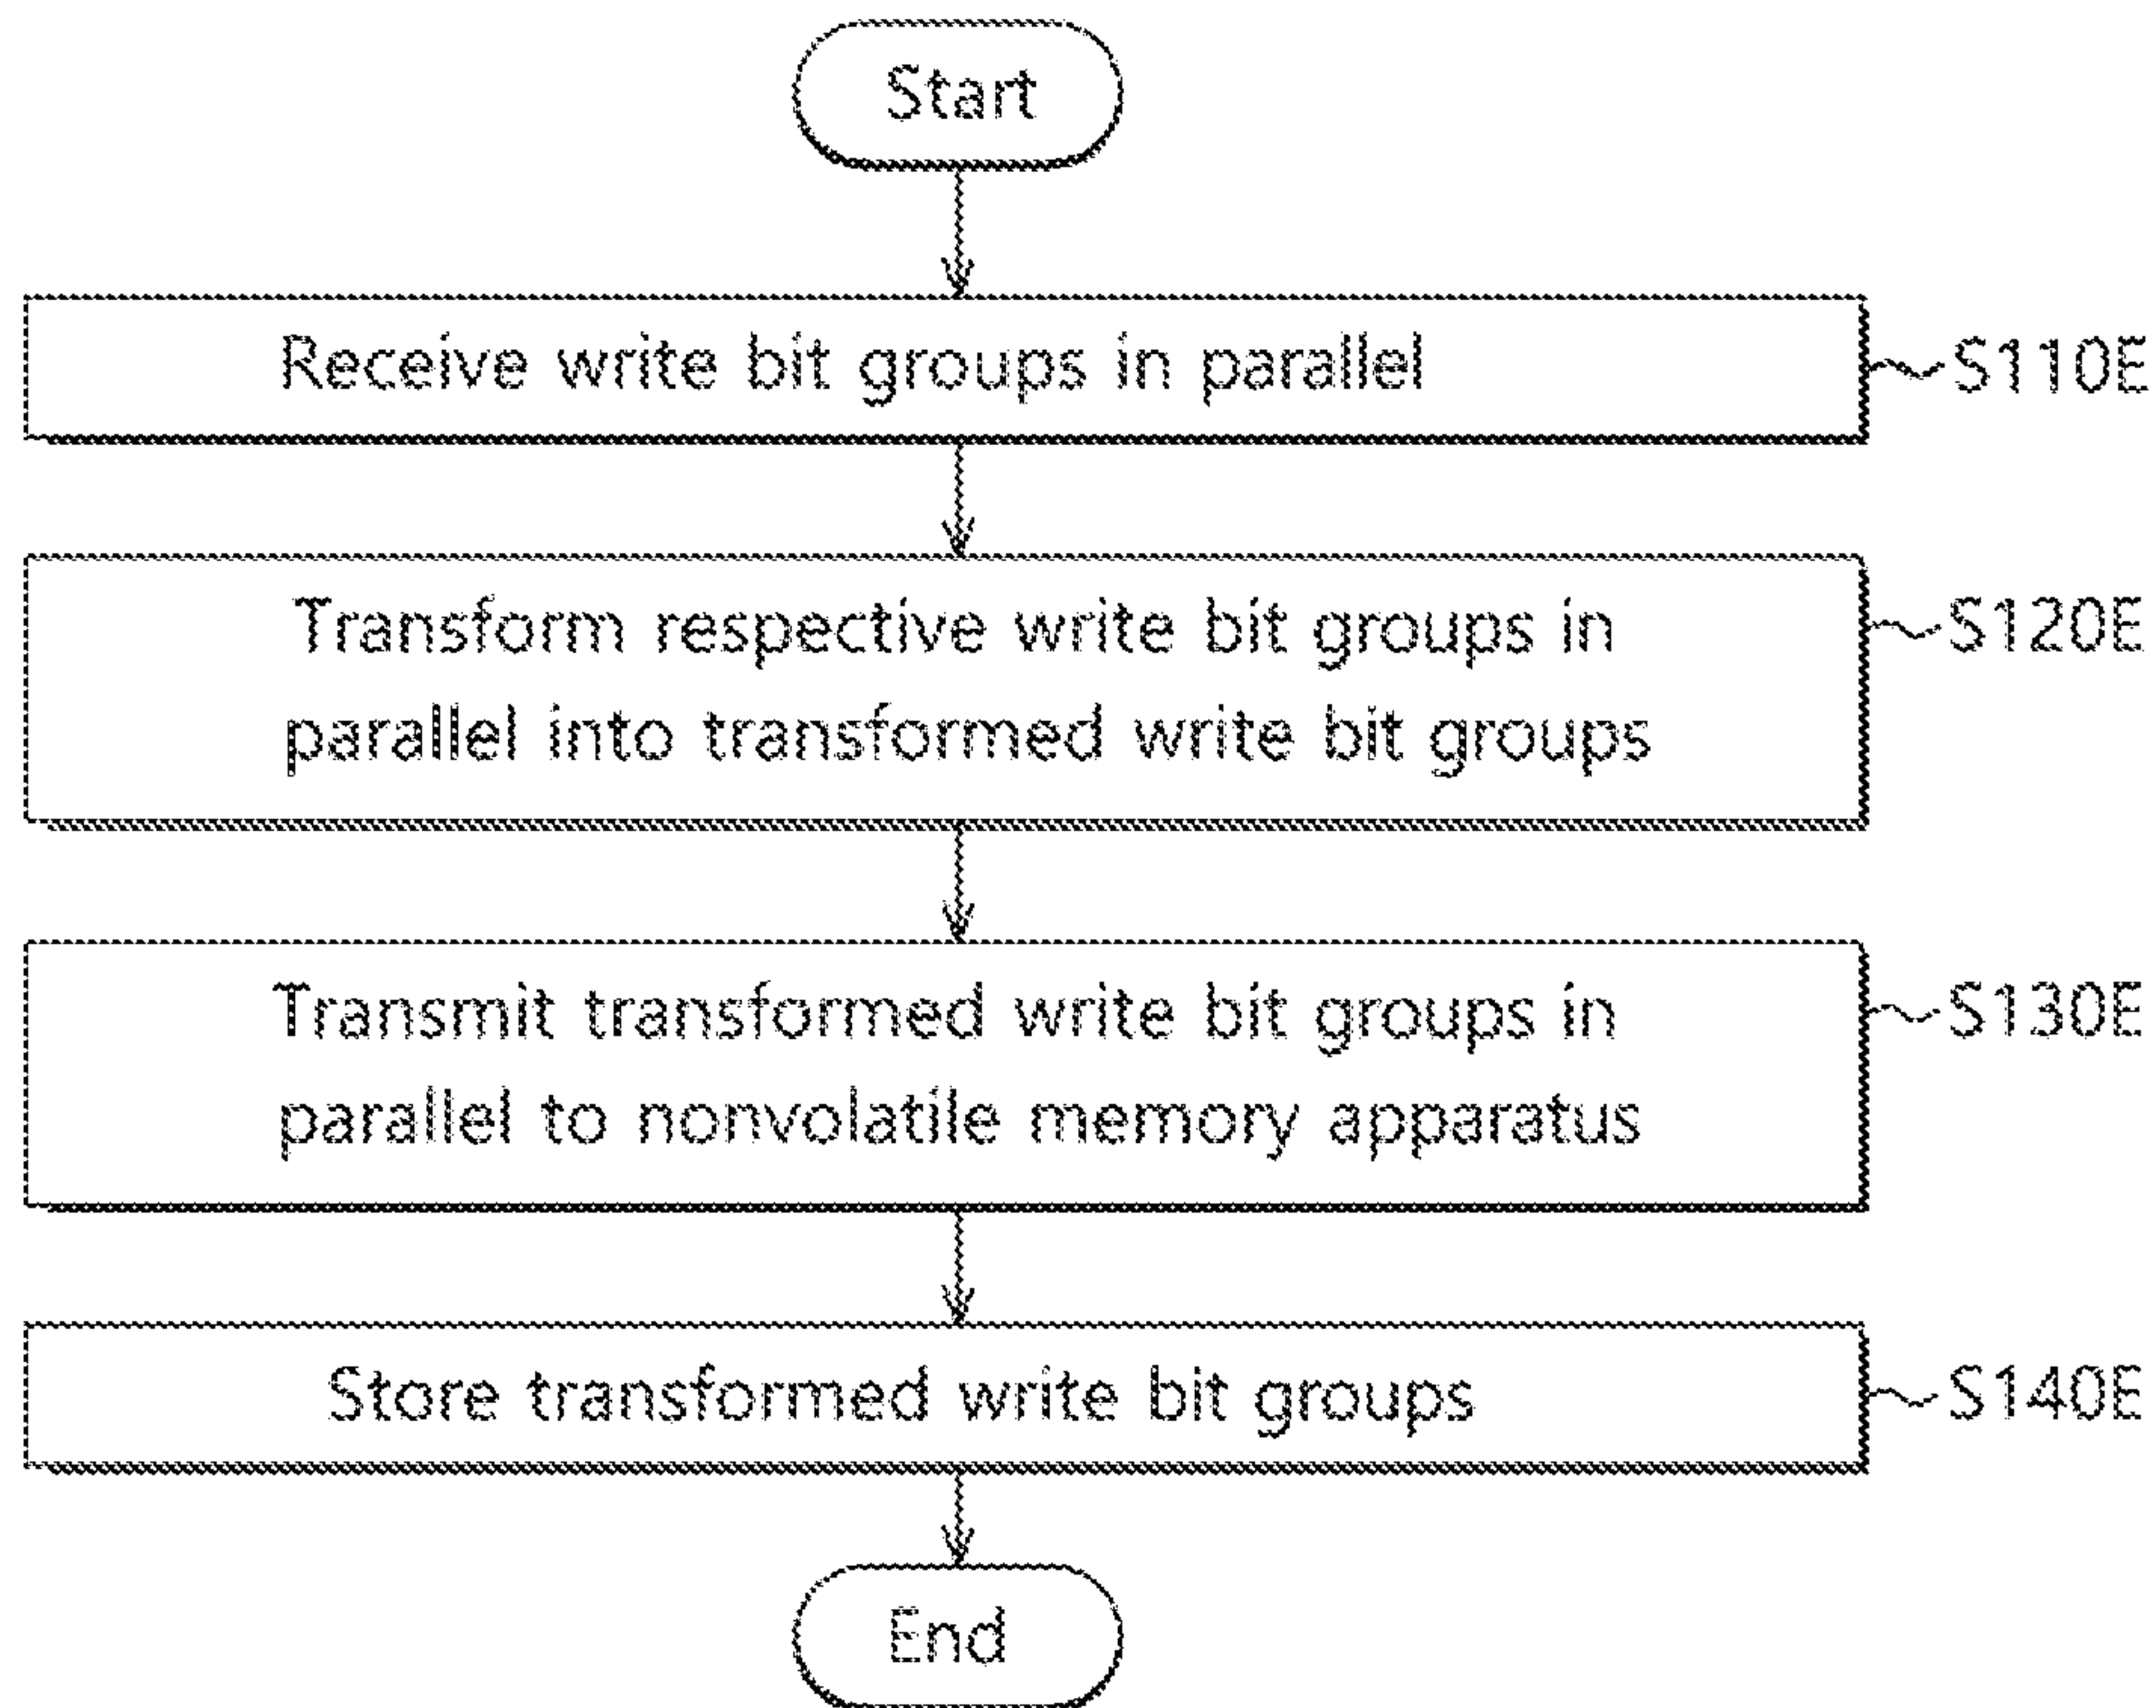 Start
Receive write bit groups in parallel
S110E
Transform respective write bit groups in
S120E
parallel into transformed write bit groups
Transmit transformed write bit groups in
S130E
parallel to nonvolatile memory apparatus
Store transformed write bit groups
S140E
End